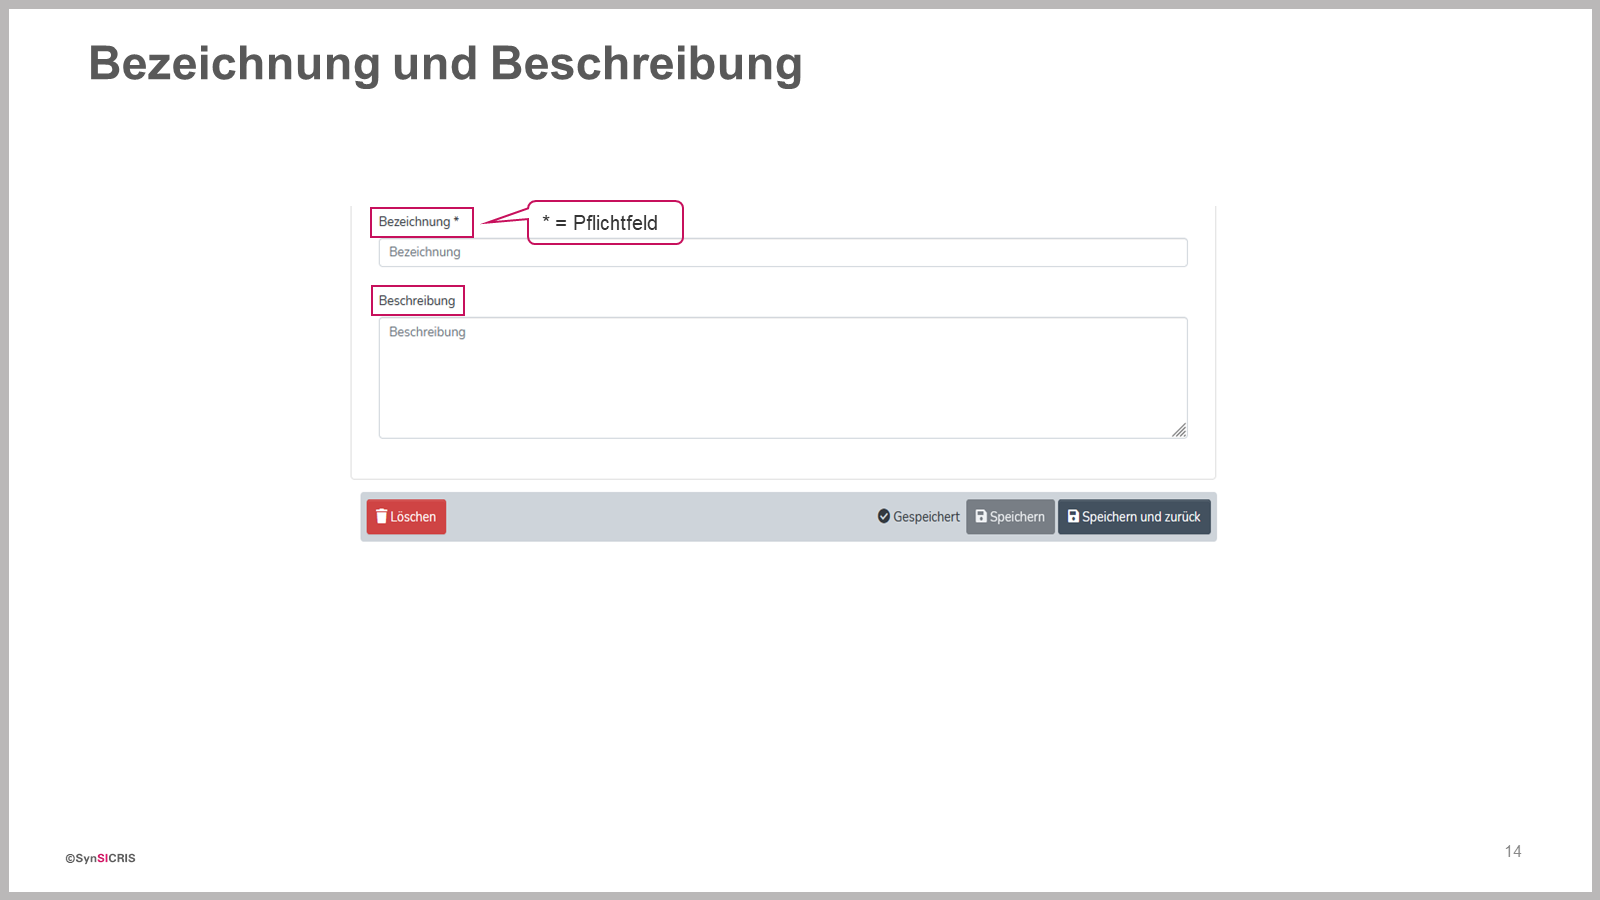 Bezeichnung und Beschreibung
Bezeichnung *
* = Pflichtfeld
Bezeichnung
Beschreibung
Beschreibung
Löschen
Gespeichert
Speichern
Speichern und zurück
©SynSICRIS
14